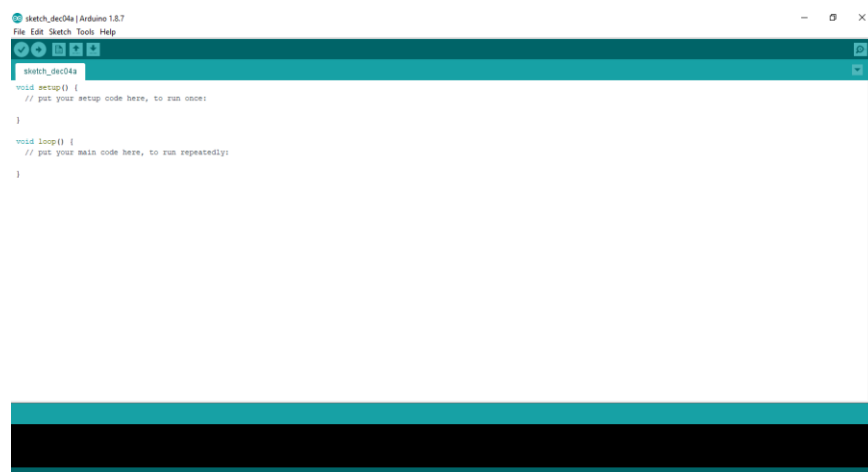 sketch_dec04a | Arduino 1.8.7
File Edit Sketch Tools Help
sketch_dec04a
void setup() {
  // put your setup code here, to run once:
}
void loop() {
  // put your main code here, to run repeatedly:
}